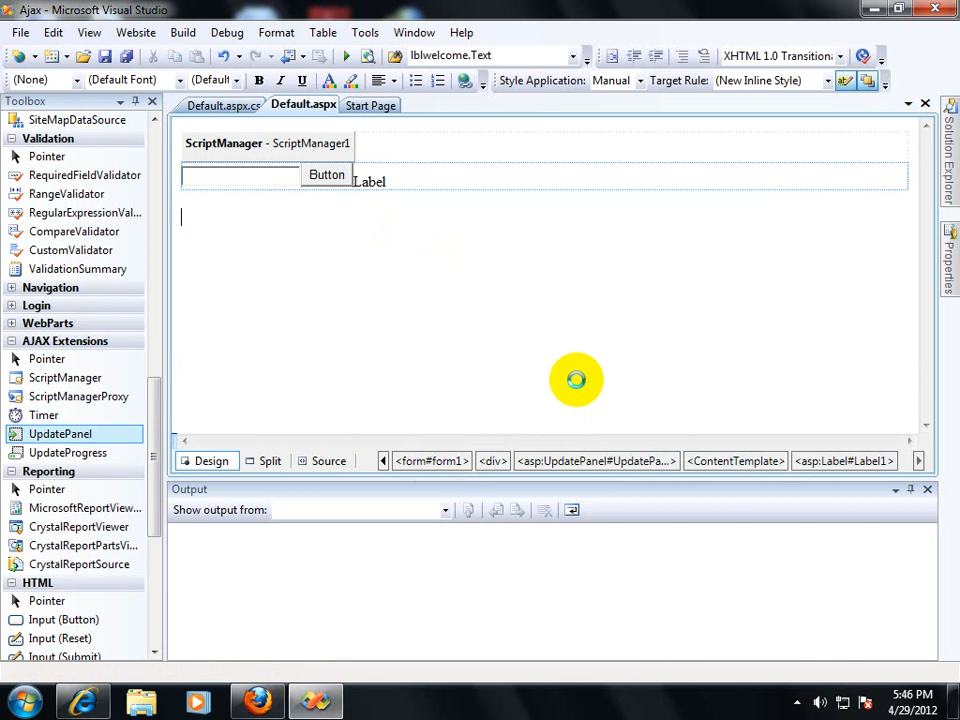 Ajax - Microsoft Visual Studio
File Edit View Website Build Debug Format Table Tools Window Help
lblwelcome.Text XHTML 1.0 Transition
(None) (Default Font) (Default B I U A Style Application: Manual Target Rule: (New Inline Style)
Toolbox
Default.aspx.cs Default.aspx Start Page
SiteMapDataSource
Validation
Pointer
RequiredFieldValidator
RangeValidator
RegularExpressionVal...
CompareValidator
CustomValidator
ValidationSummary
Navigation
Login
WebParts
AJAX Extensions
Pointer
ScriptManager
ScriptManagerProxy
Timer
UpdatePanel
UpdateProgress
Reporting
Pointer
MicrosoftReportView...
CrystalReportViewer
CrystalReportPartsVi...
CrystalReportSource
HTML
Pointer
Input (Button)
Input (Reset)
Input (Submit)
ScriptManager - ScriptManager1
Button Label
Design Split Source <form#form1> <div> <asp:UpdatePanel#UpdatePa...> <ContentTemplate> <asp:Label#Label1>
Output
Show output from:
Solution Explorer
Properties
5:46 PM
4/29/2012